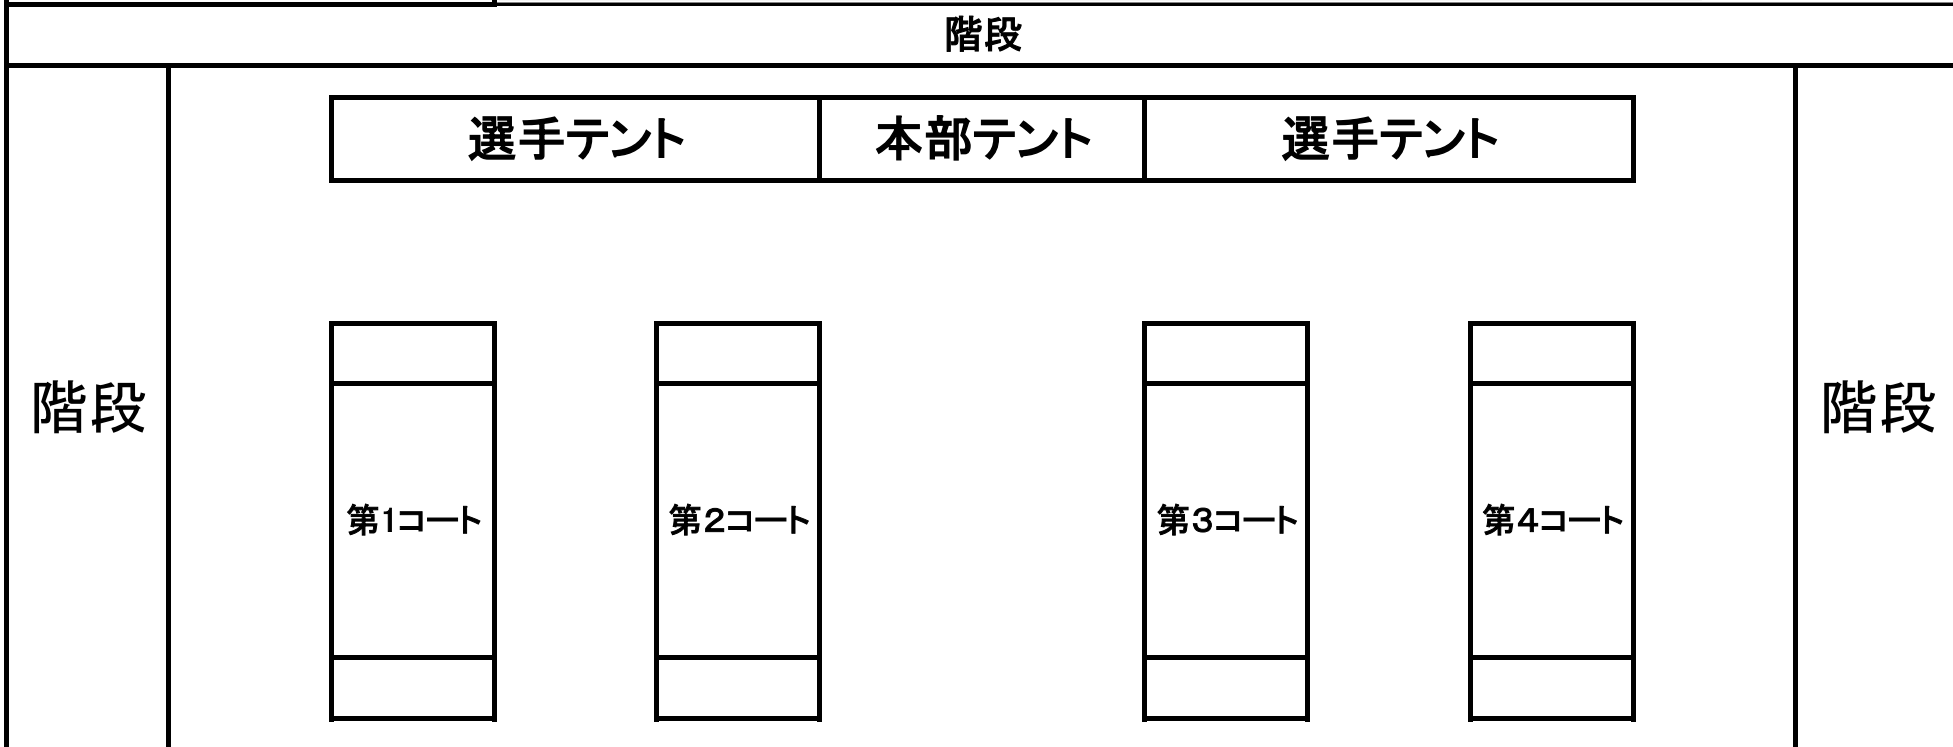 階段
選手テント 本部テント 選手テント
階段 階段
第1コート 第2コート 第3コート 第4コート